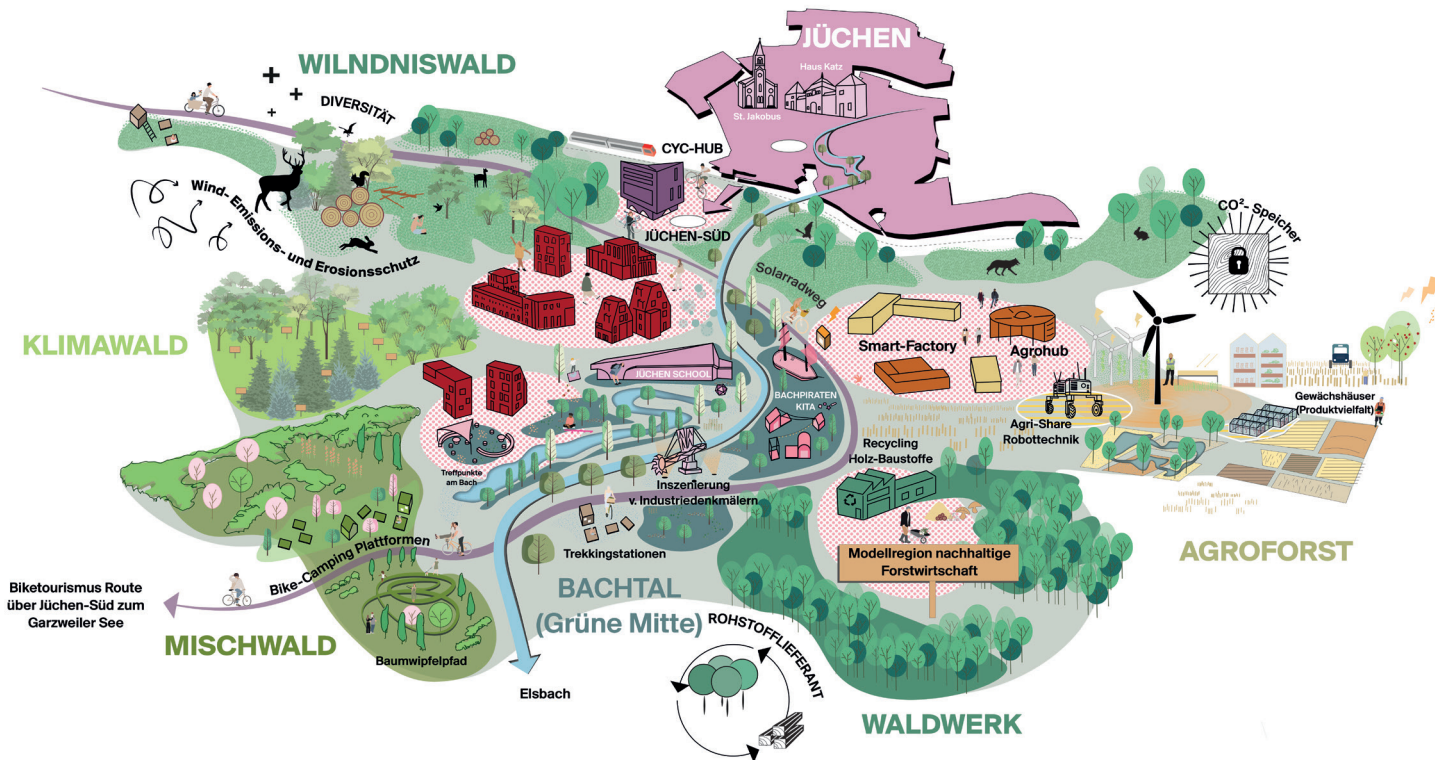 JÜCHEN
WILNDNISWALD
Haus Katz
DIVERSITÄT
St. Jakobus
CYC-HUB
Wind- Emissions- und Erosionsschutz
CO²- Speicher
JÜCHEN-SÜD
Solarradweg
KLIMAWALD
Smart-Factory
Agrohub
JÜCHEN SCHOOL
BACHPIRATEN
KITA
Gewächshäuser
(Produktvielfalt)
Agri-Share
Robottechnik
Treffpunkte
am Bach
Recycling
Holz-Baustoffe
Inszenierung
v. Industriedenkmälern
Trekkingstationen
Bike-Camping Plattformen
Modellregion nachhaltige
Forstwirtschaft
AGROFORST
Biketourismus Route
über Jüchen-Süd zum
Garzweiler See
BACHTAL
(Grüne Mitte)
MISCHWALD
Baumwipfelpfad
Elsbach
ROHSTOFFLIEFERANT
WALDWERK